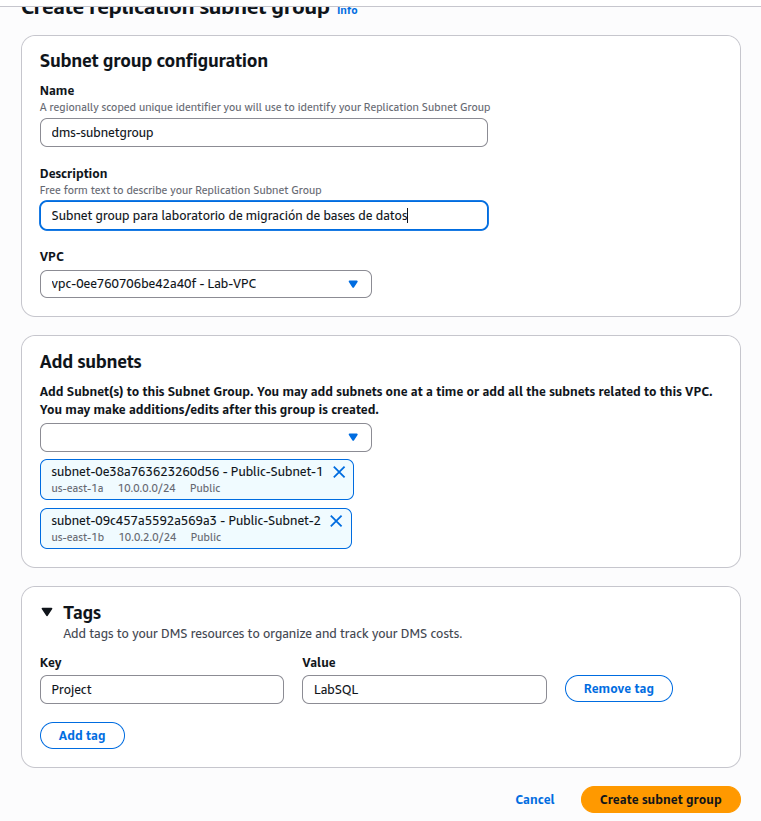 Create replication subnet group Info
Subnet group configuration
Name
A regionally scoped unique identifier you will use to identify your Replication Subnet Group
dms-subnetgroup
Description
Free form text to describe your Replication Subnet Group
Subnet group para laboratorio de migración de bases de datos
VPC
vpc-0ee760706be42a40f - Lab-VPC
Add subnets
Add Subnet(s) to this Subnet Group. You may add subnets one at a time or add all the subnets related to this VPC.
You may make additions/edits after this group is created.
subnet-0e38a763623260d56 - Public-Subnet-1
us-east-1a 10.0.0.0/24 Public
subnet-09c457a5592a569a3 - Public-Subnet-2
us-east-1b 10.0.2.0/24 Public
Tags
Add tags to your DMS resources to organize and track your DMS costs.
Key Value
Project LabSQL Remove tag
Add tag
Cancel Create subnet group